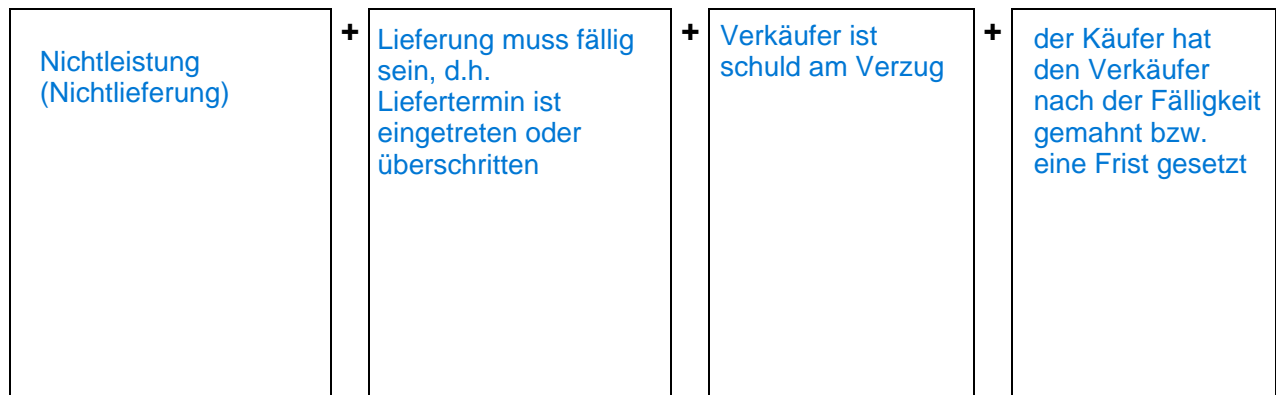 Nichtleistung
(Nichtlieferung)
+
Lieferung muss fällig
sein, d.h.
Liefertermin ist
eingetreten oder
überschritten
+
Verkäufer ist
schuld am Verzug
+
der Käufer hat
den Verkäufer
nach der Fälligkeit
gemahnt bzw.
eine Frist gesetzt